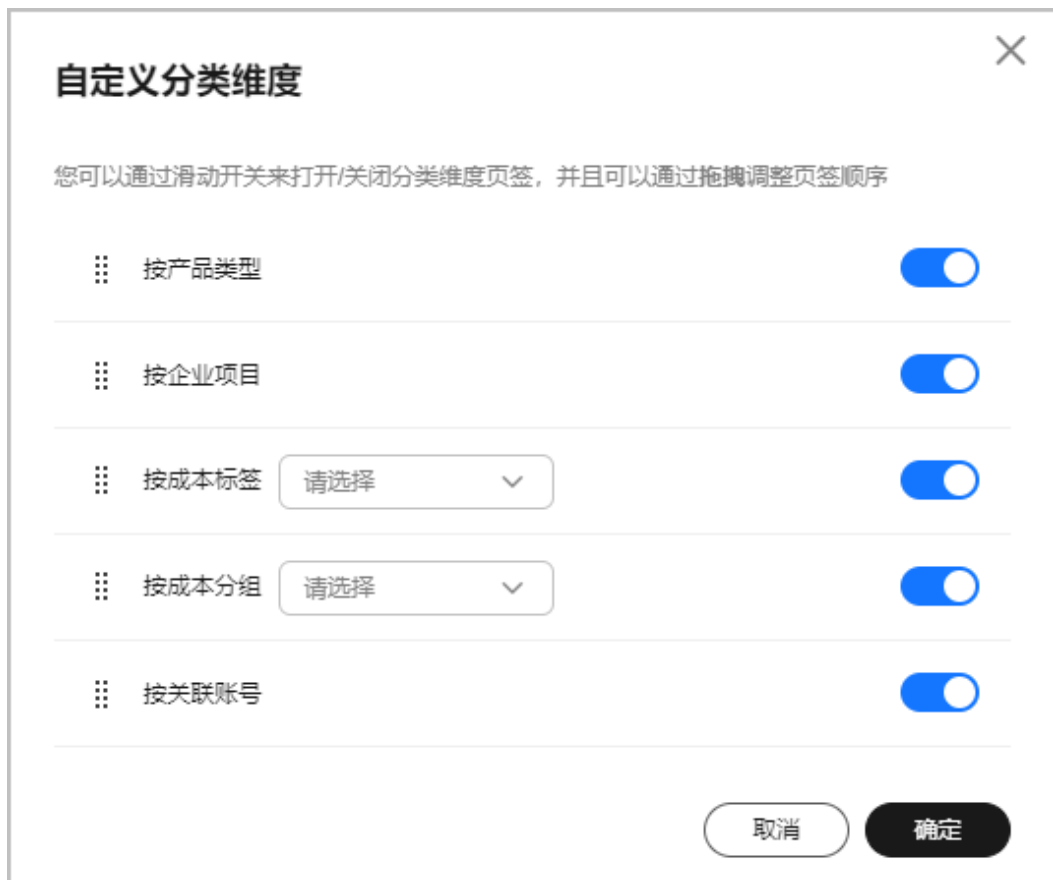 自定义分类维度
您可以通过滑动开关来打开/关闭分类维度页签，并且可以通过拖拽调整页签顺序
按产品类型
按企业项目
按成本标签 请选择
按成本分组 请选择
按关联账号
取消 确定